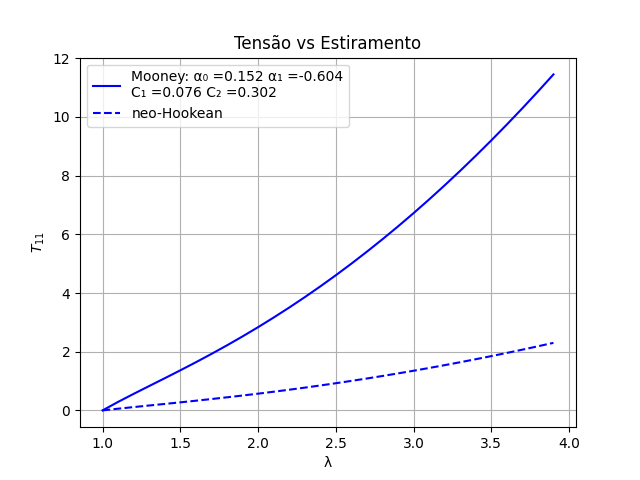 Tensão vs Estiramento
Mooney: α₀ =0.152 α₁ =-0.604
C₁ =0.076 C₂ =0.302
neo-Hookean
T₁₁
12
10
8
6
4
2
0
1.0 1.5 2.0 2.5 3.0 3.5 4.0
λ